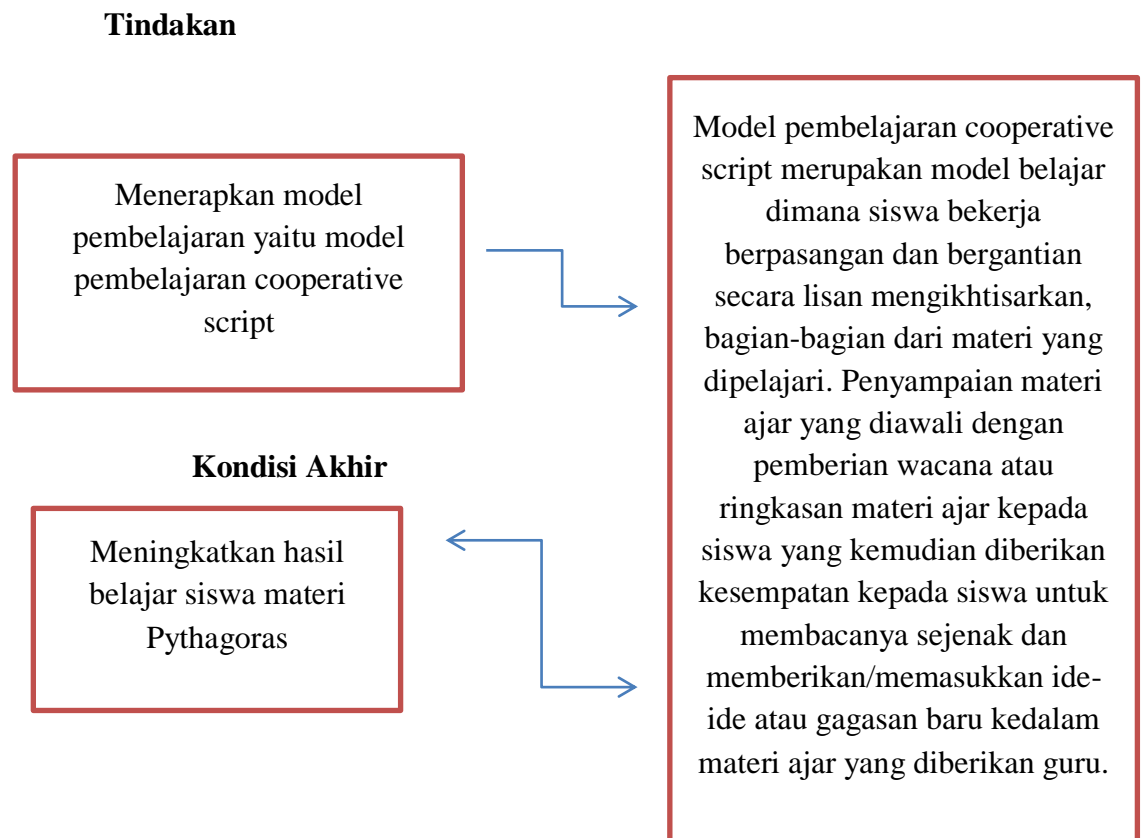 Tindakan
Menerapkan model
pembelajaran yaitu model
pembelajaran cooperative
script
Model pembelajaran cooperative
script merupakan model belajar
dimana siswa bekerja
berpasangan dan bergantian
secara lisan mengikhtisarkan,
bagian-bagian dari materi yang
dipelajari. Penyampaian materi
ajar yang diawali dengan
pemberian wacana atau
ringkasan materi ajar kepada
siswa yang kemudian diberikan
kesempatan kepada siswa untuk
membacanya sejenak dan
memberikan/memasukkan ide-
ide atau gagasan baru kedalam
materi ajar yang diberikan guru.
Kondisi Akhir
Meningkatkan hasil
belajar siswa materi
Pythagoras